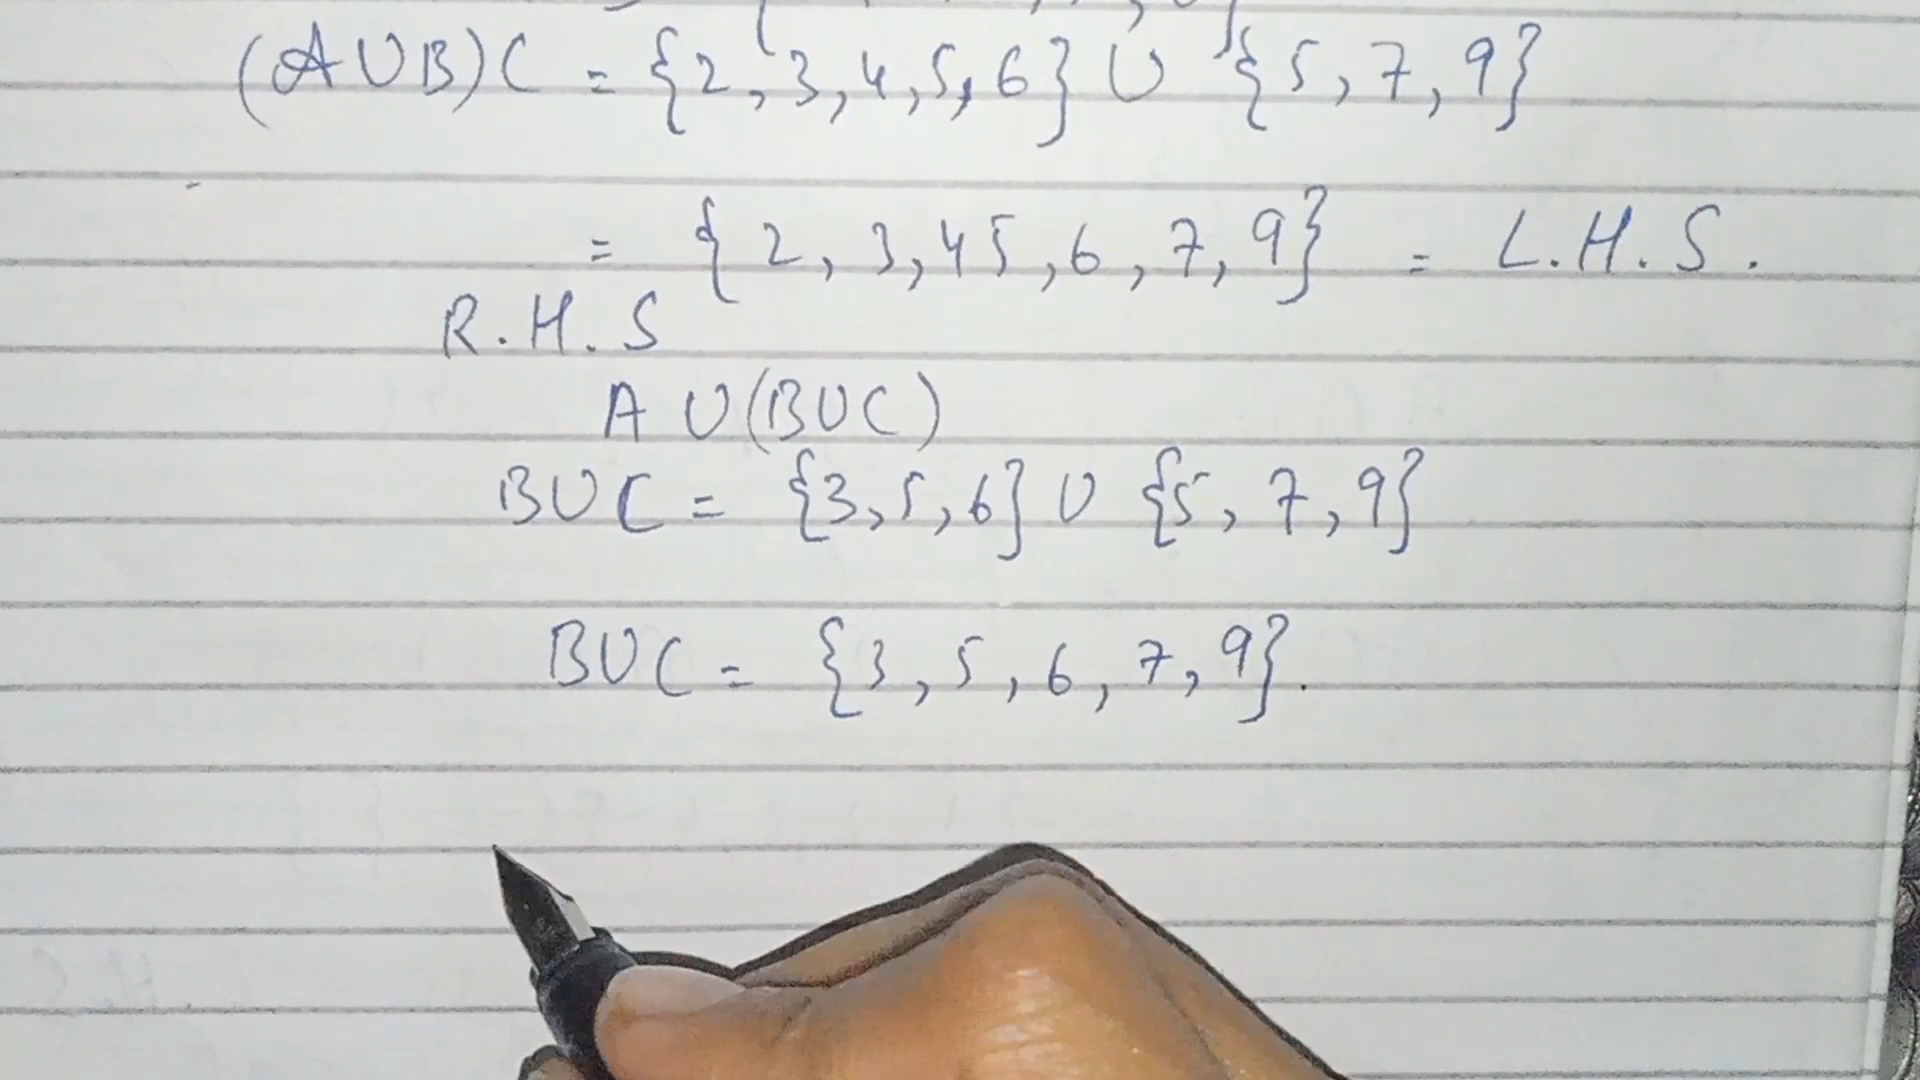 (AUB)C = {2,3,4,5,6} U {5,7,9}
= {2,3,45,6,7,9} = L.H.S.
R.H.S
A U(BUC)
BUC = {3,5,6} U {5,7,9}
BUC = {3,5,6,7,9}.